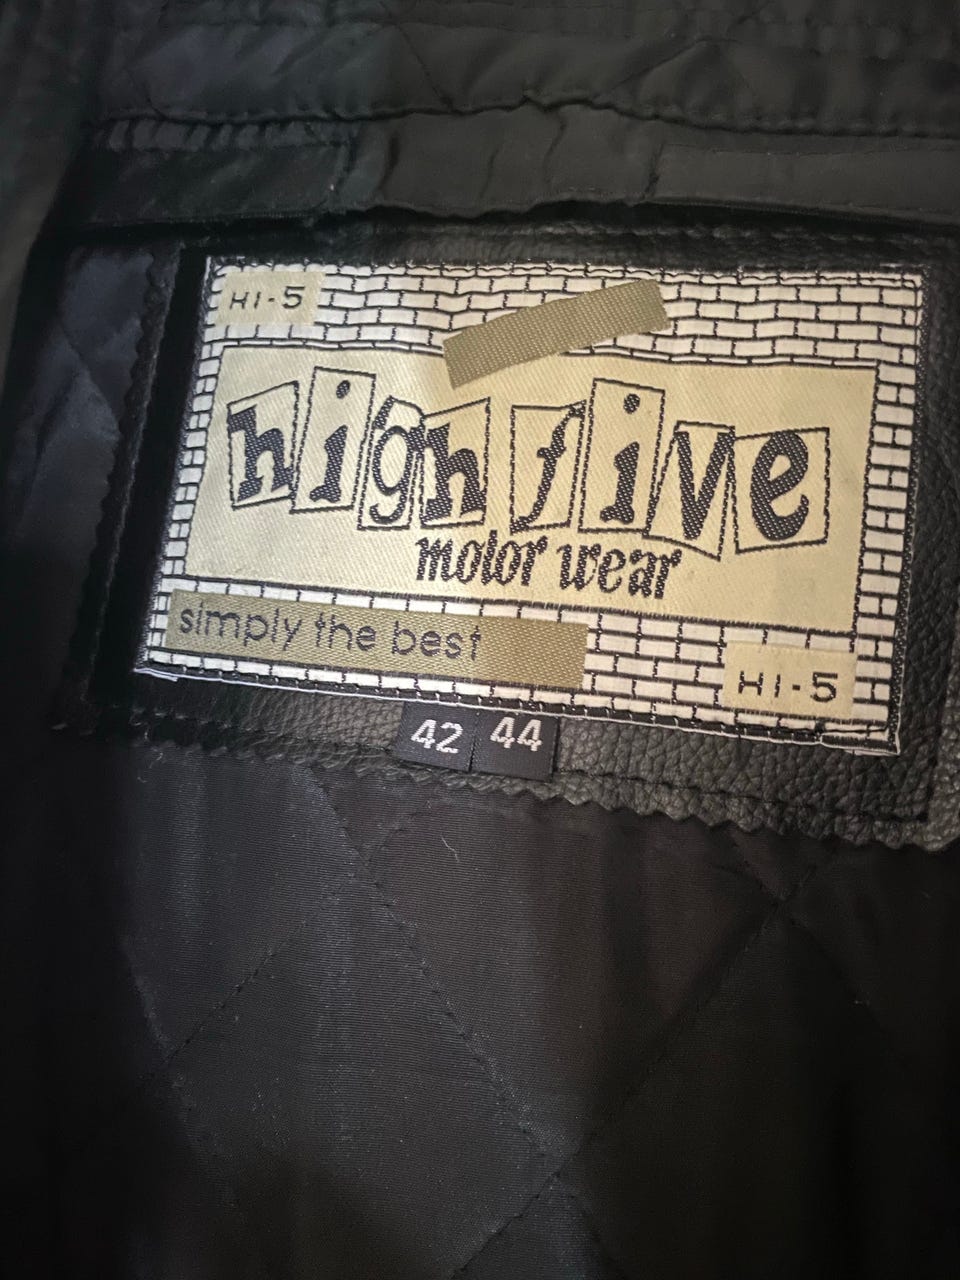 HI-5
high five
motor wear
simply the best
HI-5
42 44